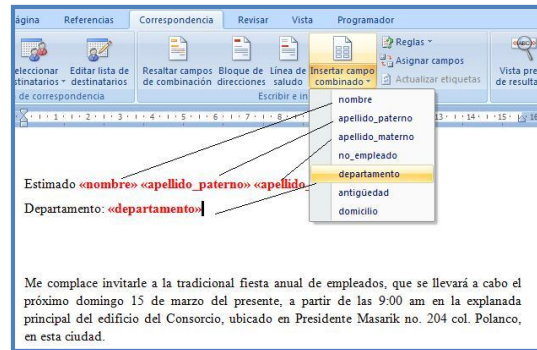 ágina Referencias Correspondencia Revisar Vista Programador
Seleccionar destinatarios
Editar lista de destinatarios
Resaltar campos de combinación
Bloque de direcciones
Línea de saludo
Insertar campo combinado
Reglas
Asignar campos
Actualizar etiquetas
Vista pre
de resulta
de correspondencia
Escribir e in
nombre
apellido_paterno
apellido_materno
no_empleado
departamento
antigüedad
domicilio
Estimado «nombre» «apellido_paterno» «apellido_
Departamento: «departamento»
Me complace invitarle a la tradicional fiesta anual de empleados, que se llevará a cabo el
próximo domingo 15 de marzo del presente, a partir de las 9:00 am en la explanada
principal del edificio del Consorcio, ubicado en Presidente Masarik no. 204 col. Polanco,
en esta ciudad.